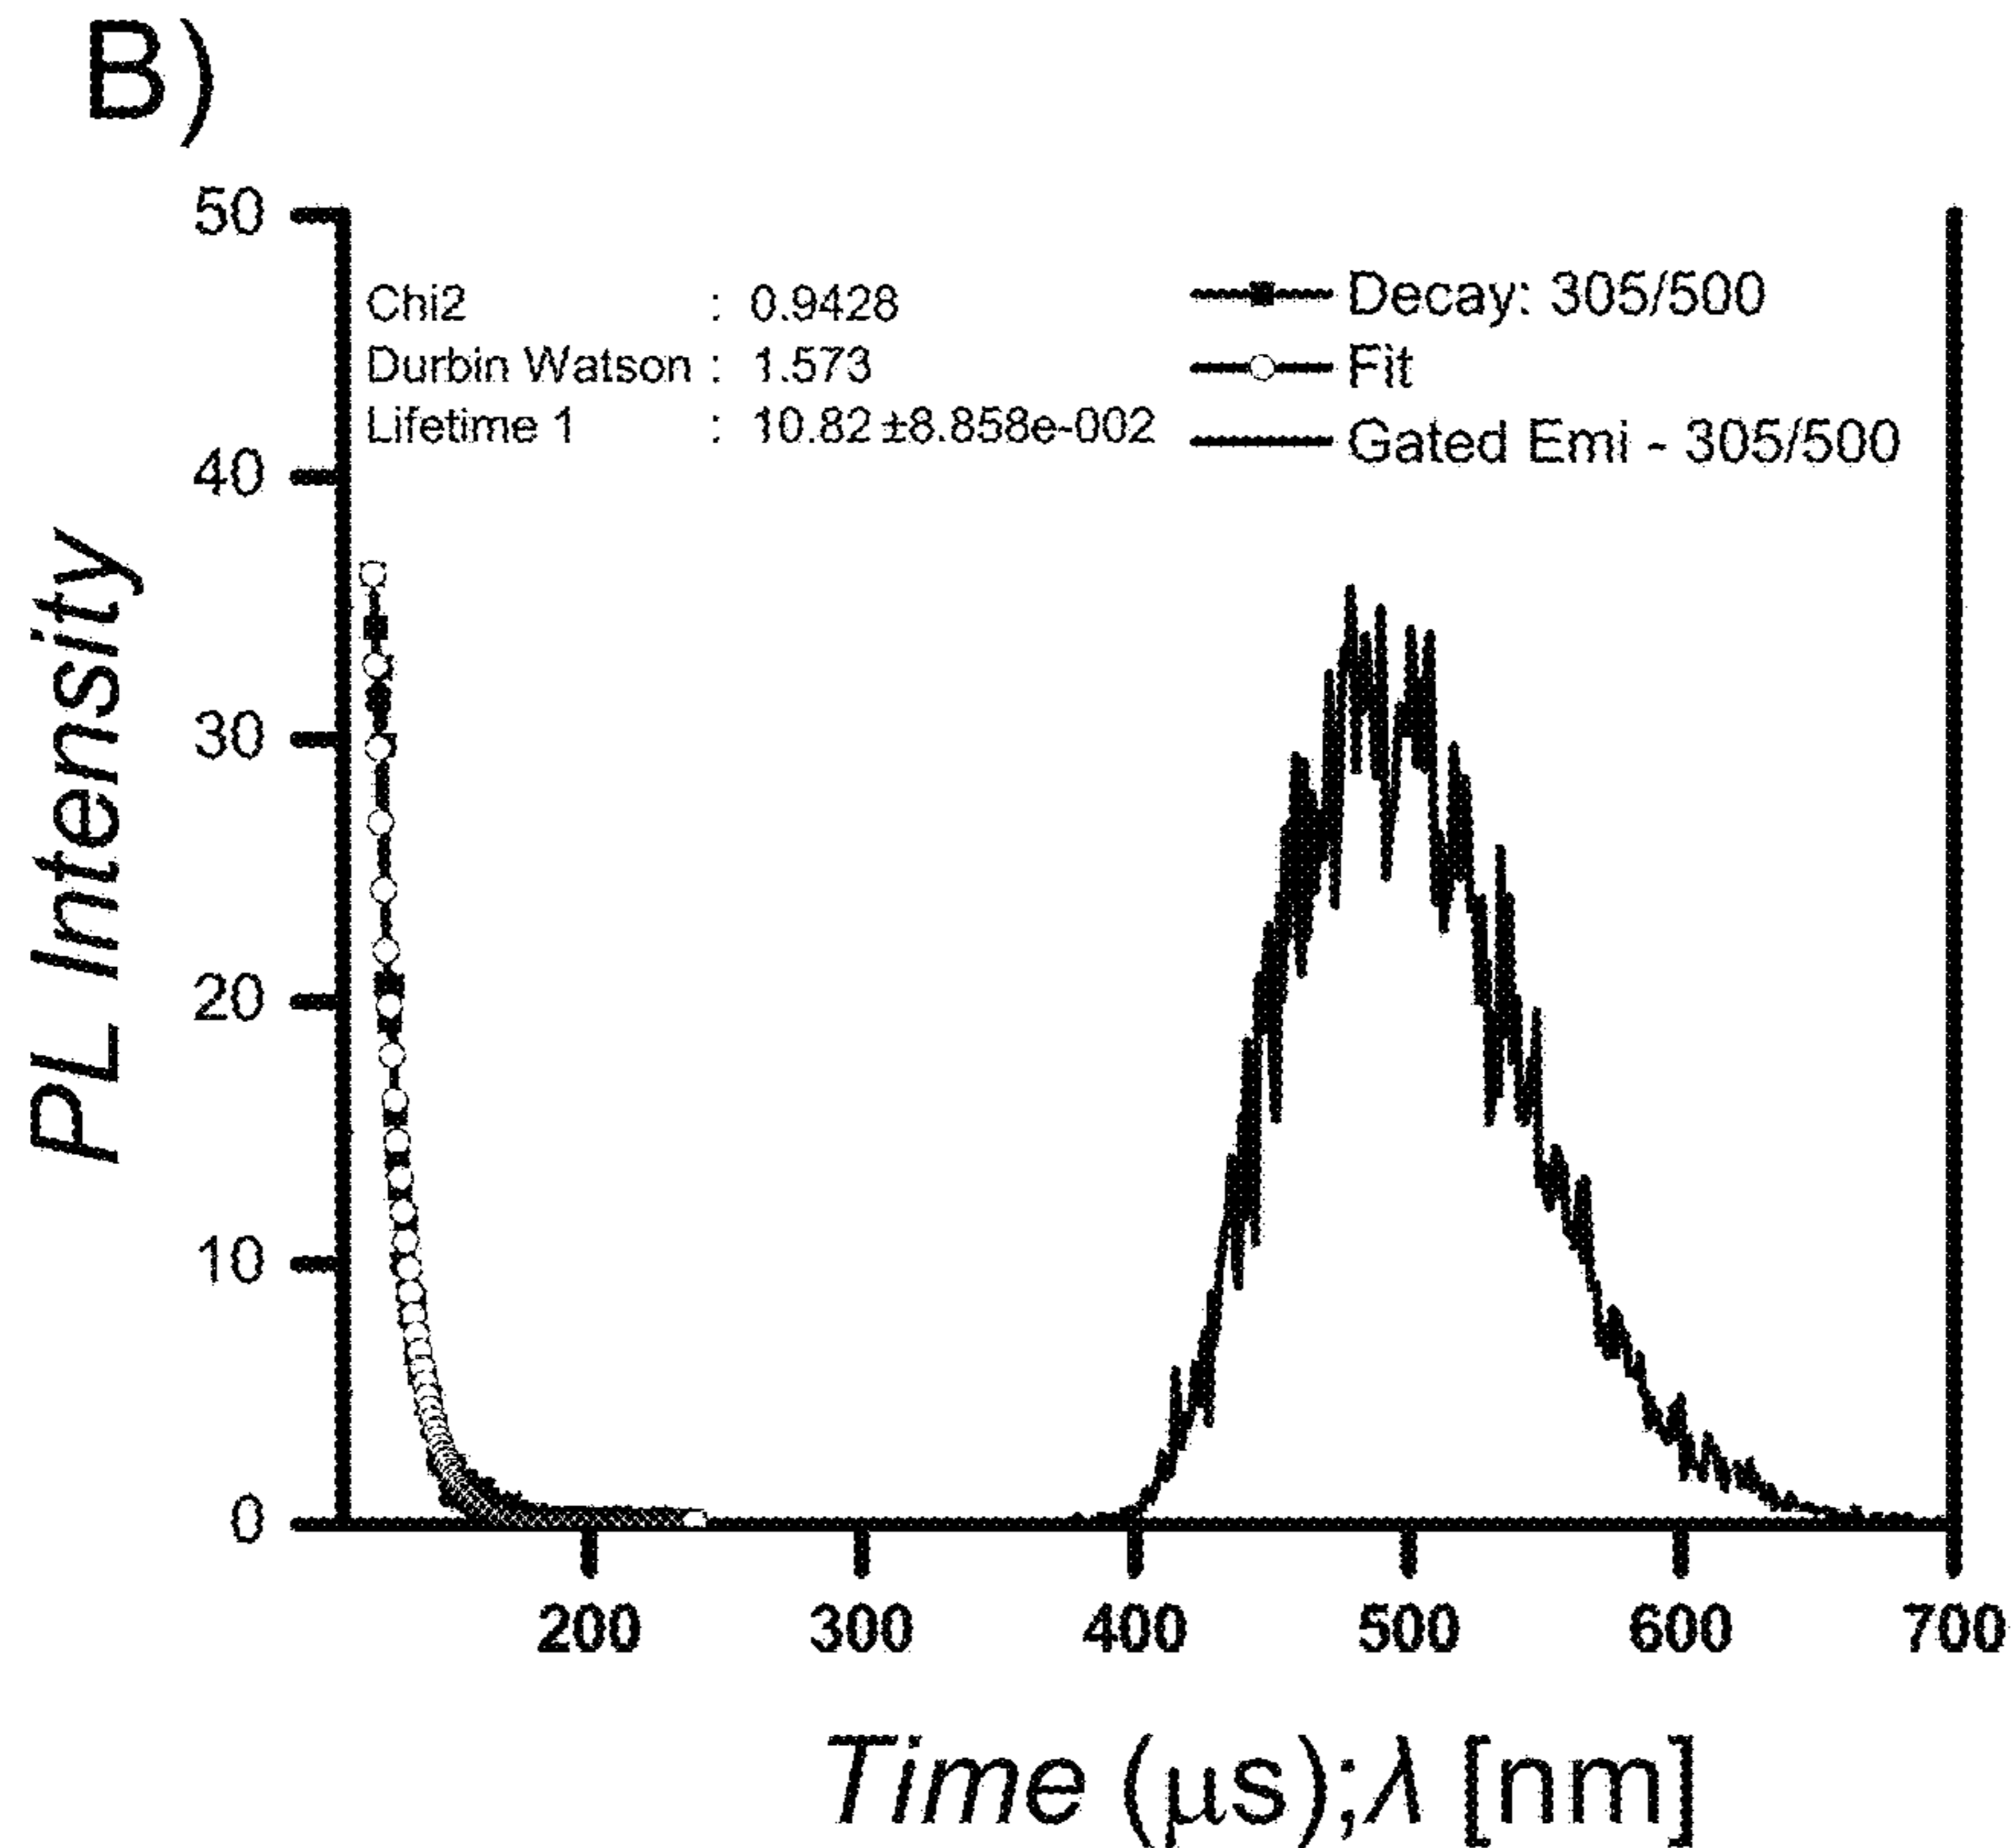 B)
50
40
30
20
10
0
PL Intensity
Chi2 : 0.9428
Durbin Watson : 1.573
Lifetime 1 : 10.82 ±8.858e-002
Decay: 305/500
Fit
Gated Emi - 305/500
200 300 400 500 600 700
Time (μs);λ [nm]